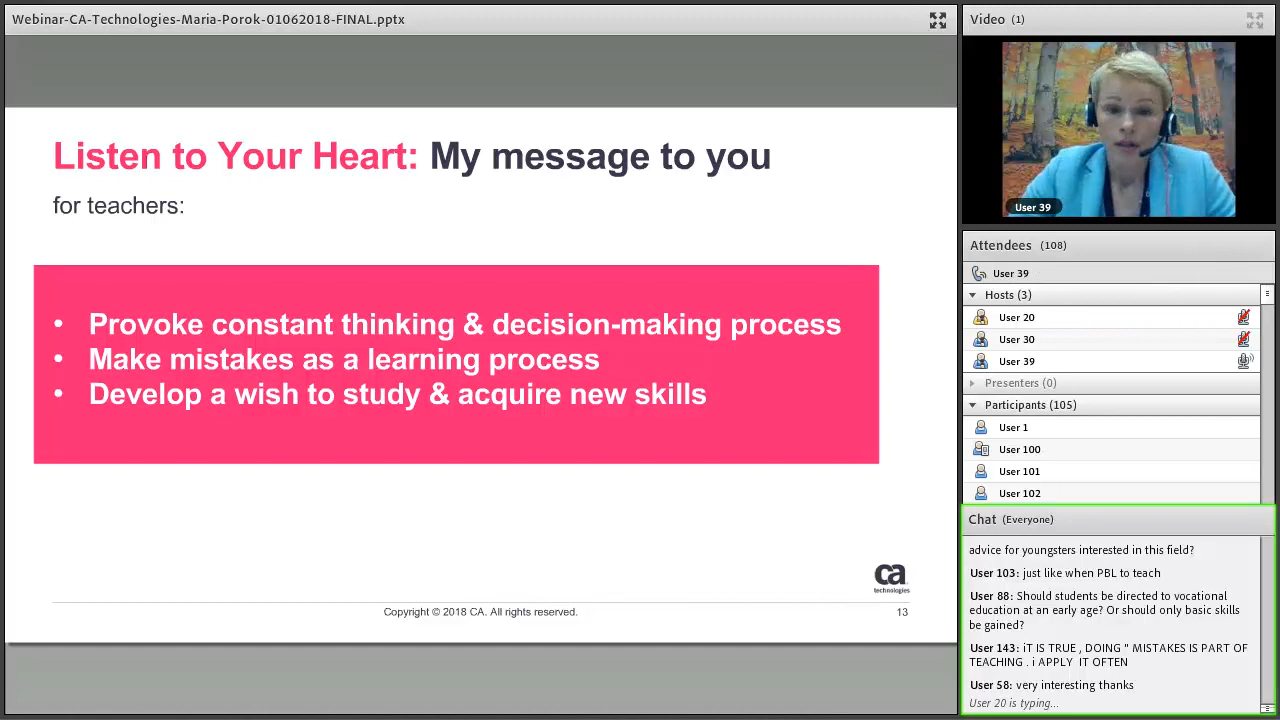 Webinar-CA-Technologies-Maria-Porok-01062018-FINAL.pptx
Listen to Your Heart: My message to you
for teachers:
• Provoke constant thinking & decision-making process
• Make mistakes as a learning process
• Develop a wish to study & acquire new skills
ca
technologies
Copyright © 2018 CA. All rights reserved.
13
Video (1)
User 39
Attendees (108)
User 39
Hosts (3)
User 20
User 30
User 39
Presenters (0)
Participants (105)
User 1
User 100
User 101
User 102
Chat (Everyone)
advice for youngsters interested in this field?
User 103: just like when PBL to teach
User 88: Should students be directed to vocational
education at an early age? Or should only basic skills
be gained?
User 143: iT IS TRUE , DOING " MISTAKES IS PART OF
TEACHING . i APPLY IT OFTEN
User 58: very interesting thanks
User 20 is typing...